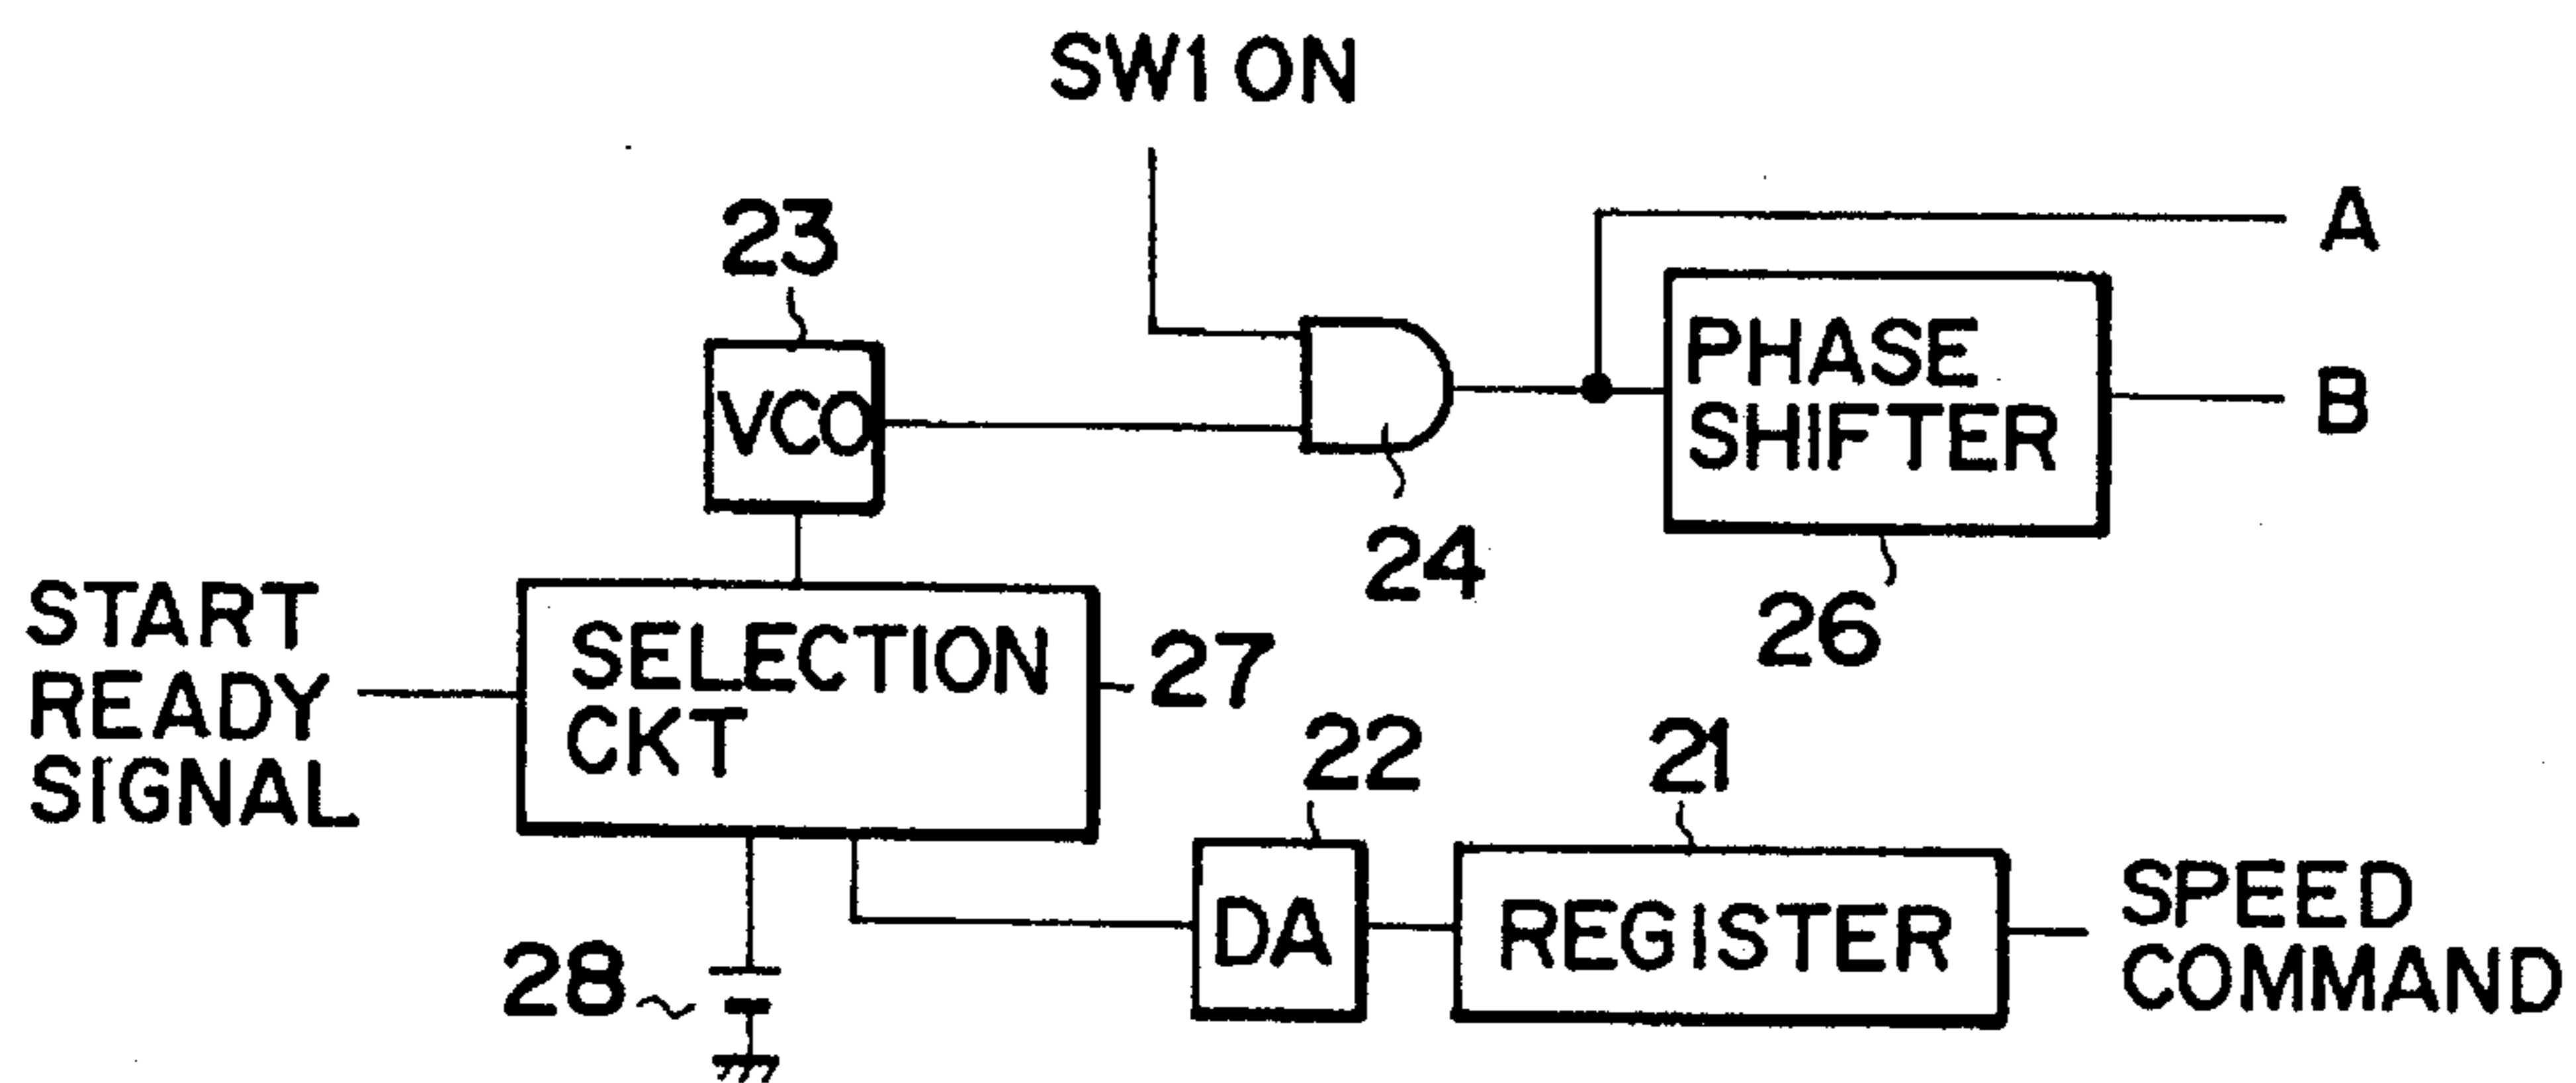 SW1 ON
23
A
VCO
PHASE
SHIFTER
B
24
26
START
READY
SIGNAL
SELECTION
CKT
27
22
21
28
DA
REGISTER
SPEED
COMMAND